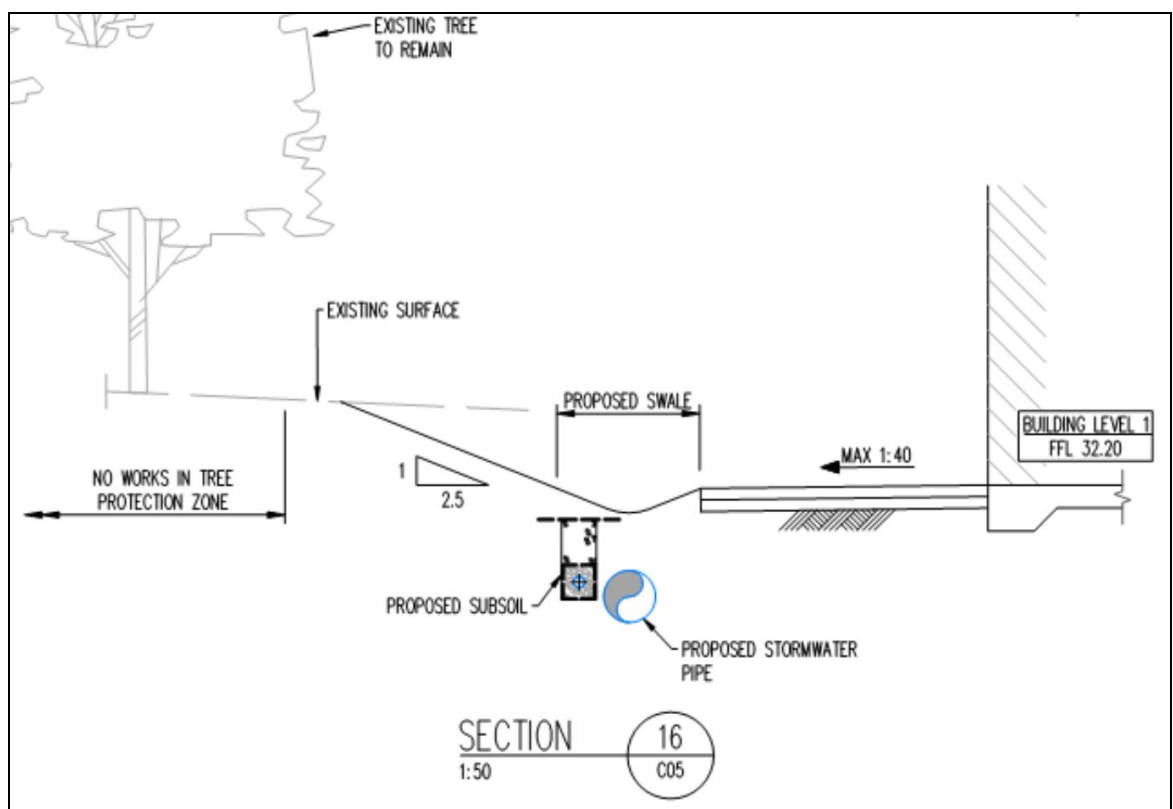 EXISTING TREE
TO REMAIN
EXISTING SURFACE
PROPOSED SWALE
BUILDING LEVEL 1
FFL 32.20
MAX 1:40
1
2.5
NO WORKS IN TREE
PROTECTION ZONE
PROPOSED SUBSOIL
PROPOSED STORMWATER
PIPE
SECTION
1:50
16
C05